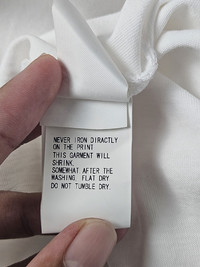 NEVER IRON DIRACTLY
ON THE PRINT
THIS GARMENT WILL
SHRINK.
SOMEWHAT AFTER THE
WASHING. FLAT DRY
DO NOT TUMBLE DRY.